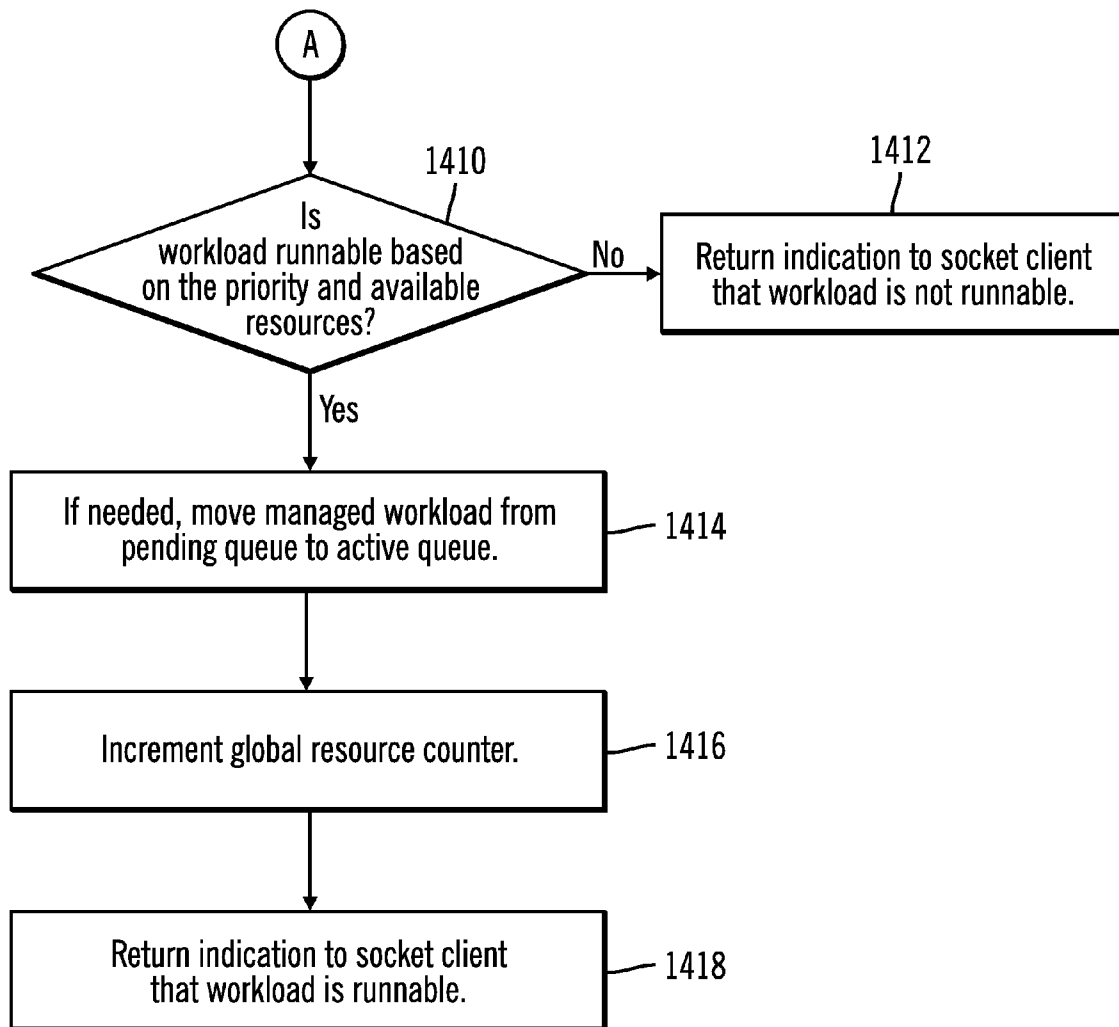 A
1410
Is
workload runnable based
on the priority and available
resources?
No
1412
Return indication to socket client
that workload is not runnable.
Yes
If needed, move managed workload from
pending queue to active queue.
1414
Increment global resource counter.
1416
Return indication to socket client
that workload is runnable.
1418